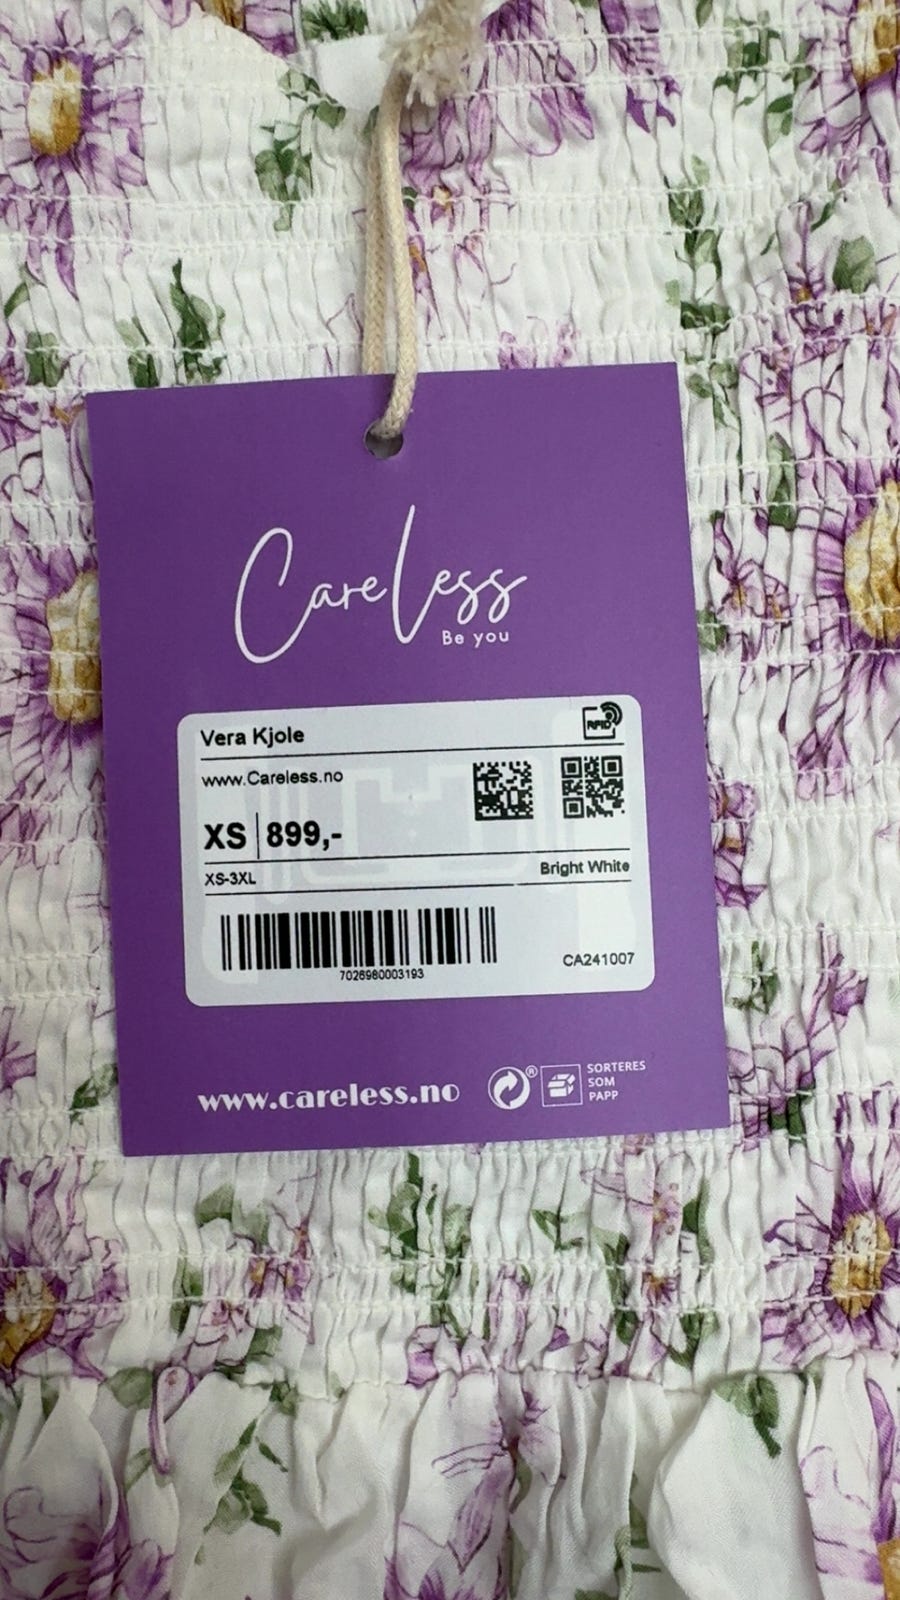 CareLess
Be you
Vera Kjole
RFID
www.Careless.no
XS 899,-
XS-3XL Bright White
7026980003193
CA241007
www.careless.no ®
SORTERES
SOM
PAPP